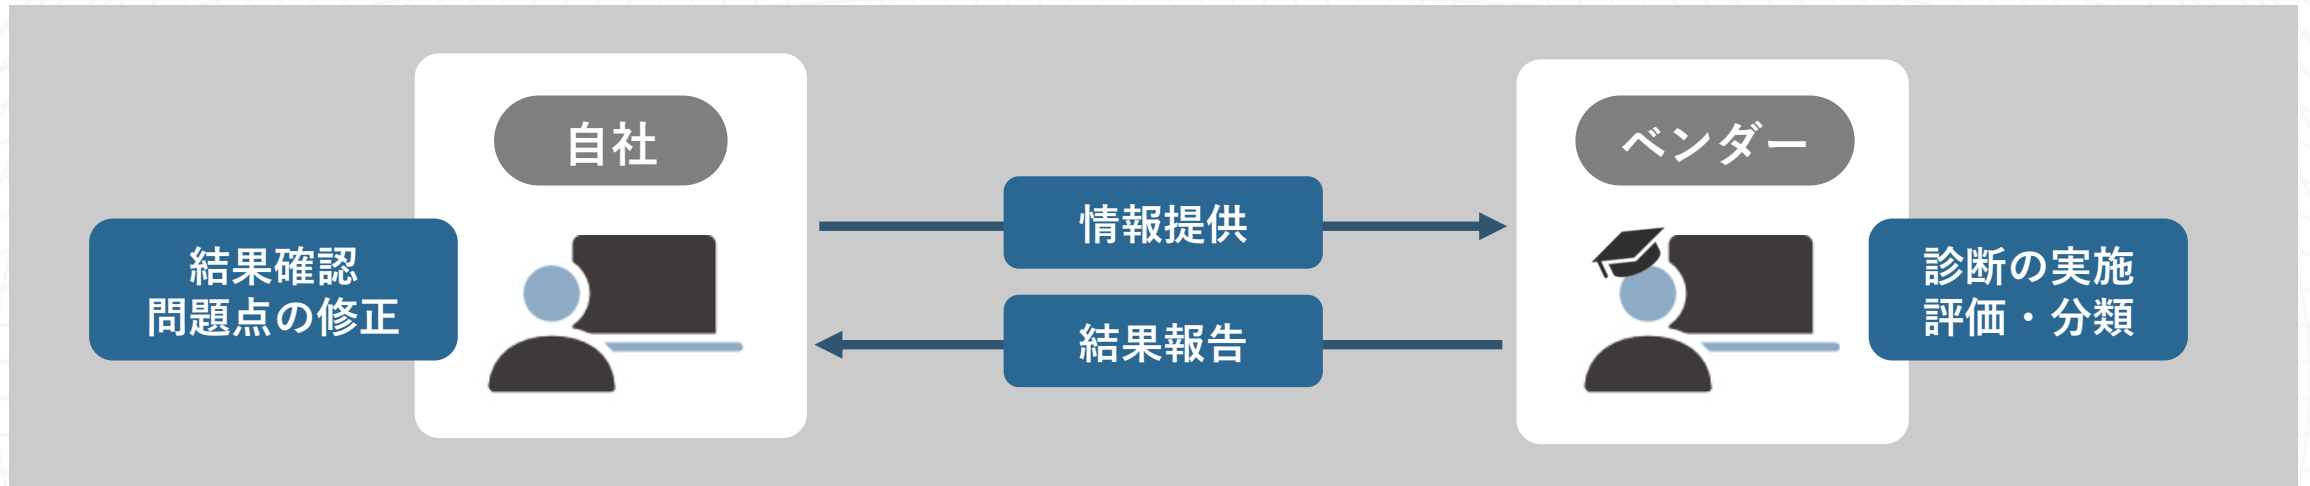 自社
ベンダー
情報提供
結果確認
問題点の修正
診断の実施
評価・分類
結果報告